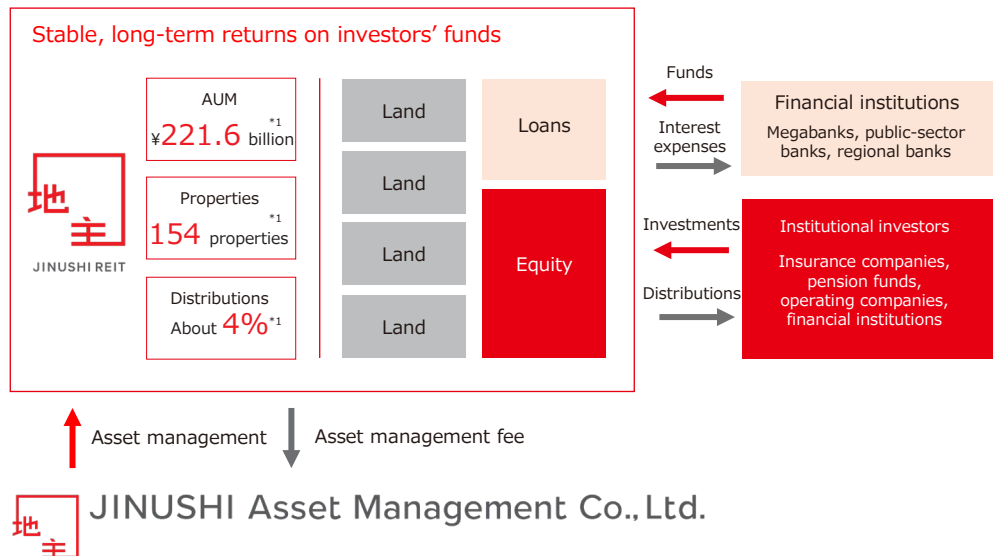 Stable, long-term returns on investors’ funds
地
主
JINUSHI REIT
AUM
¥221.6 billion *1
Properties
154 properties *1
Distributions
About 4% *1
Land
Land
Land
Land
Loans
Equity
Funds
Interest
expenses
Financial institutions
Megabanks, public-sector
banks, regional banks
Investments
Distributions
Institutional investors
Insurance companies,
pension funds,
operating companies,
financial institutions
Asset management
Asset management fee
地
主
JINUSHI Asset Management Co., Ltd.